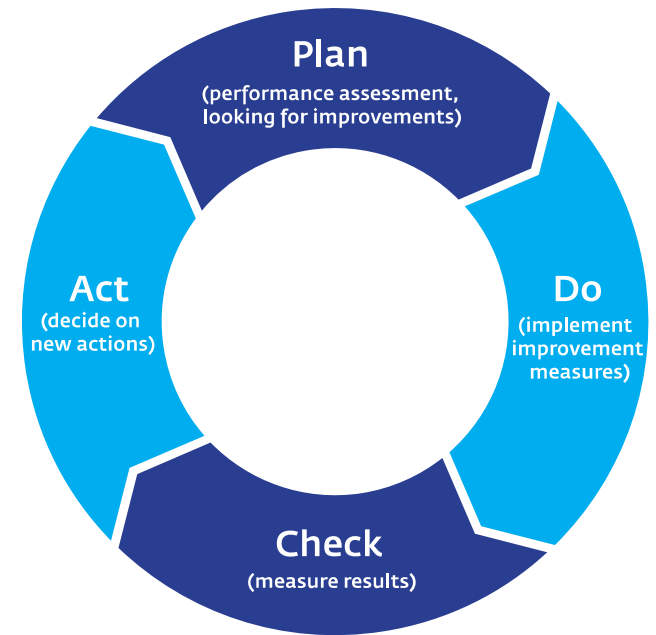 Plan
(performance assessment,
looking for improvements)
Do
(implement
improvement
measures)
Check
(measure results)
Act
(decide on
new actions)